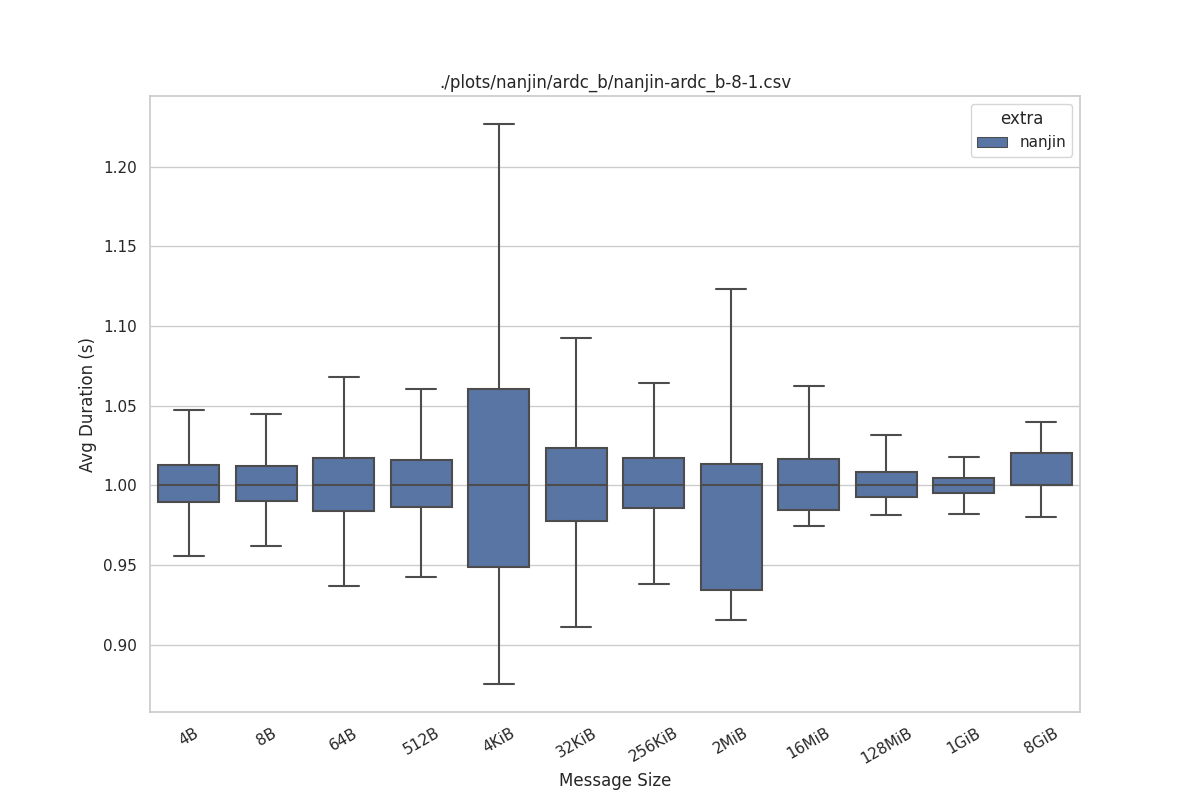 ./plots/nanjin/ardc_b/nanjin-ardc_b-8-1.csv
extra
nanjin
1.20
1.15
1.10
1.05
1.00
0.95
0.90
Avg Duration (s)
4B 8B 64B 512B 4KiB 32KiB 256KiB 2MiB 16MiB 128MiB 1GiB 8GiB
Message Size